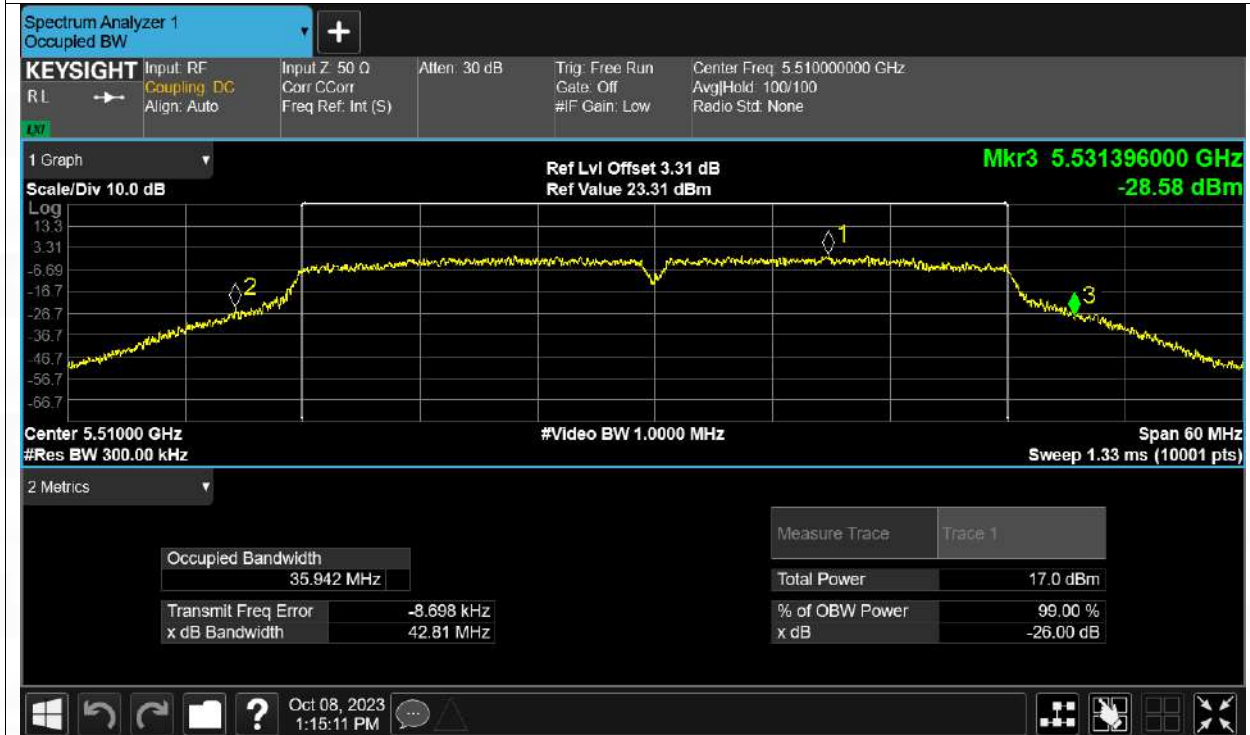 Spectrum Analyzer 1
Occupied BW
+
KEYSIGHT
RL
LXI
Input: RF
Coupling: DC
Align: Auto
Input Z: 50 Ω
Corr CCorr
Freq Ref: Int (S)
Atten: 30 dB
Trig: Free Run
Gate: Off
#IF Gain: Low
Center Freq: 5.510000000 GHz
Avg|Hold: 100/100
Radio Std: None
1 Graph
Scale/Div 10.0 dB
Ref Lvl Offset 3.31 dB
Ref Value 23.31 dBm
Mkr3 5.531396000 GHz
-28.58 dBm
Log
13.3
3.31
-6.69
-16.7
-26.7
-36.7
-46.7
-56.7
-66.7
1
2
3
Center 5.51000 GHz
#Res BW 300.00 kHz
#Video BW 1.0000 MHz
Span 60 MHz
Sweep 1.33 ms (10001 pts)
2 Metrics
Measure Trace Trace 1
Occupied Bandwidth
35.942 MHz
Total Power 17.0 dBm
Transmit Freq Error -8.698 kHz
% of OBW Power 99.00 %
x dB Bandwidth 42.81 MHz
x dB -26.00 dB
?
Oct 08, 2023
1:15:11 PM